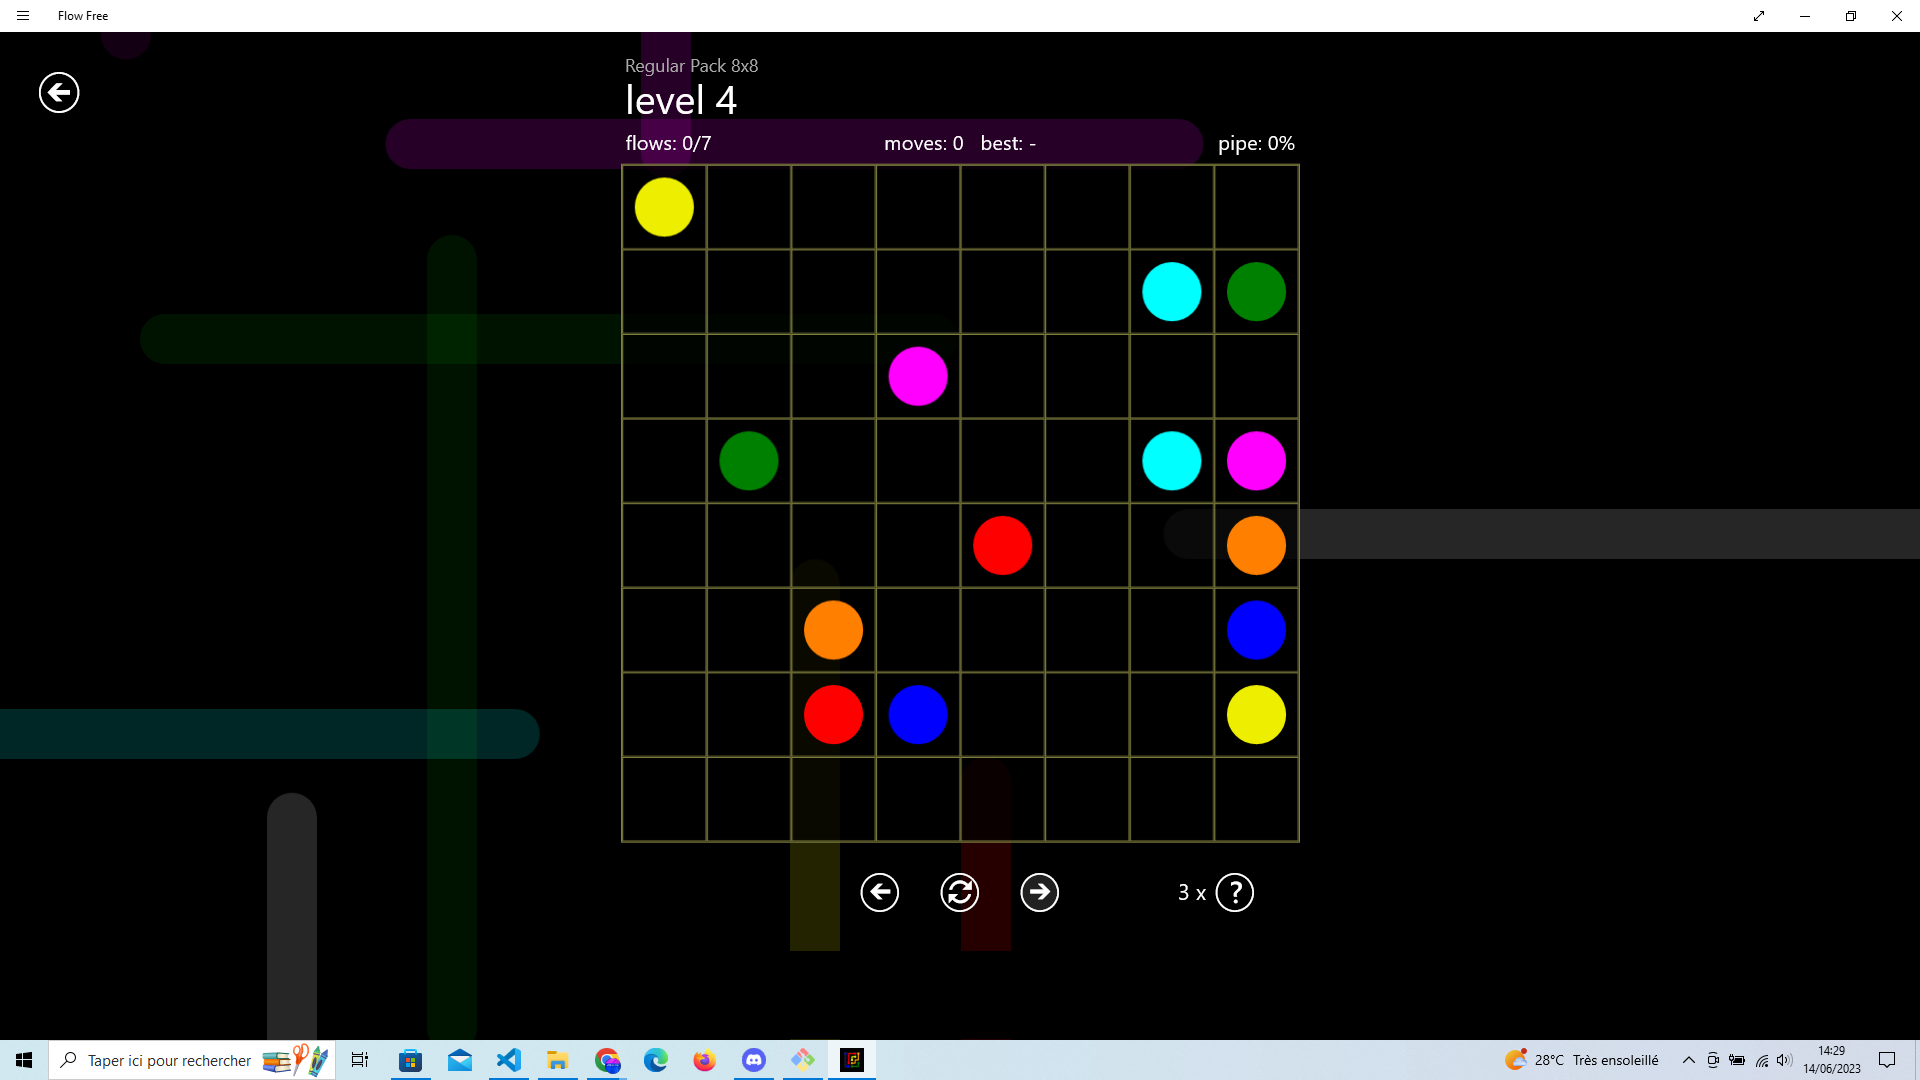 Flow Free
Regular Pack 8x8
level 4
flows: 0/7 moves: 0 best: - pipe: 0%
3 x ?
Taper ici pour rechercher
28°C Très ensoleillé
14:29
14/06/2023